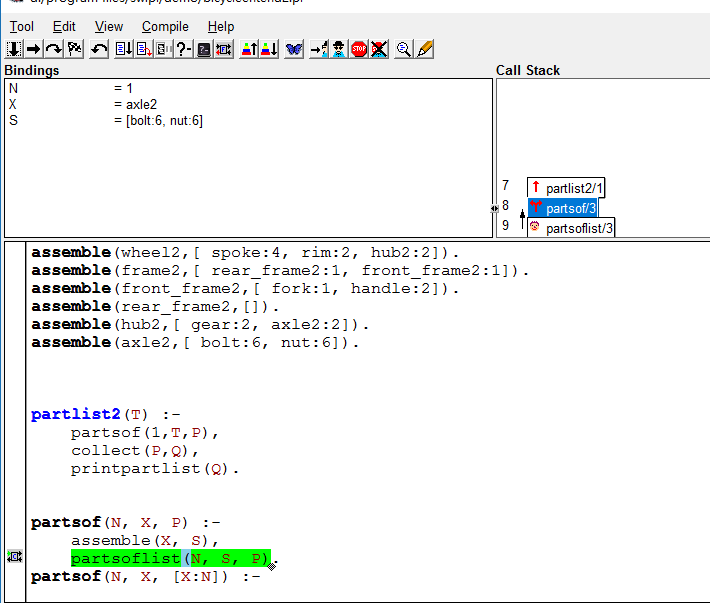 Tool Edit View Compile Help
Bindings
N = 1
X = axle2
S = [bolt:6, nut:6]
Call Stack
7 partlist2/1
8 partsof/3
9 partsoflist/3
assemble(wheel2,[ spoke:4, rim:2, hub2:2]).
assemble(frame2,[ rear_frame2:1, front_frame2:1]).
assemble(front_frame2,[ fork:1, handle:2]).
assemble(rear_frame2,[]).
assemble(hub2,[ gear:2, axle2:2]).
assemble(axle2,[ bolt:6, nut:6]).
partlist2(T) :-
partsof(1,T,P),
collect(P,Q),
printpartlist(Q).
partsof(N, X, P) :-
assemble(X, S),
partsoflist(N, S, P).
partsof(N, X, [X:N]) :-